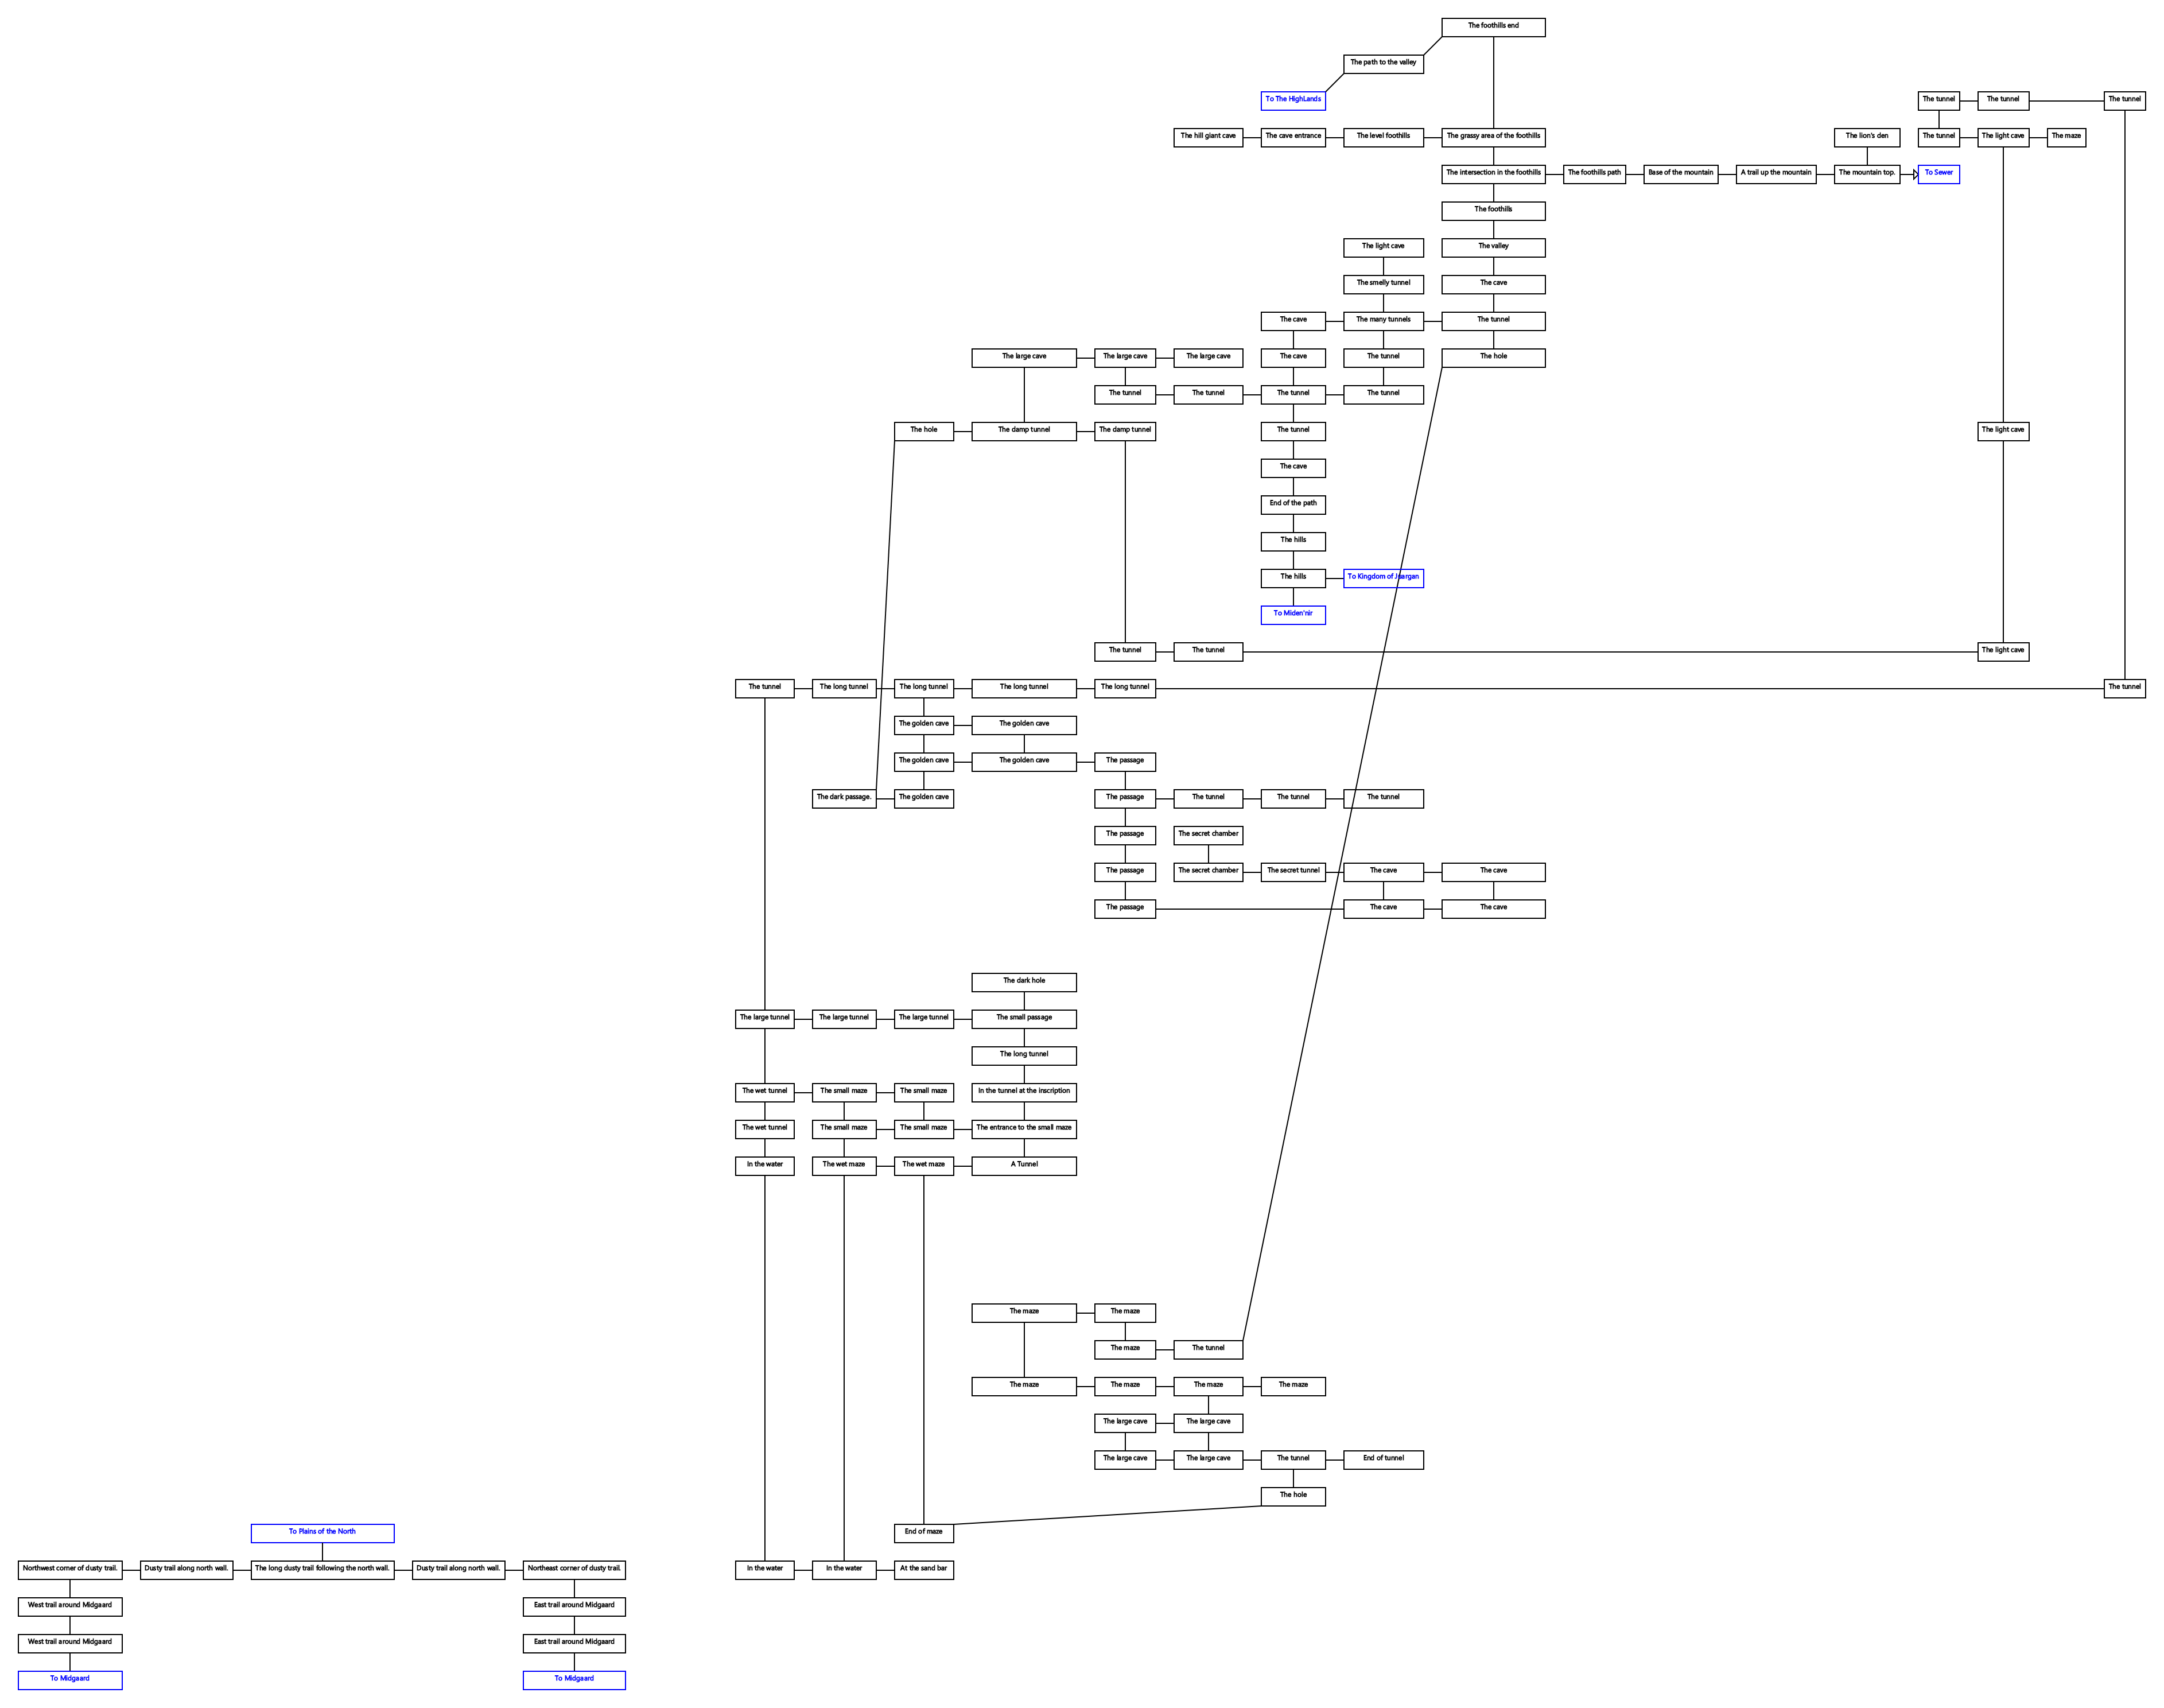 The foothills end
The path to the valley
To The HighLands
The tunnel
The tunnel
The tunnel
The hill giant cave
The cave entrance
The level foothills
The grassy area of the foothills
The lion's den
The tunnel
The light cave
The maze
The intersection in the foothills
The foothills path
Base of the mountain
A trail up the mountain
The mountain top.
To Sewer
The foothills
The light cave
The valley
The smelly tunnel
The cave
The cave
The many tunnels
The tunnel
The large cave
The large cave
The large cave
The cave
The tunnel
The hole
The tunnel
The tunnel
The tunnel
The tunnel
The hole
The damp tunnel
The damp tunnel
The tunnel
The light cave
The cave
End of the path
The hills
The hills
To Kingdom of Juargan
To Miden'nir
The tunnel
The tunnel
The light cave
The tunnel
The long tunnel
The long tunnel
The long tunnel
The long tunnel
The tunnel
The golden cave
The golden cave
The golden cave
The golden cave
The passage
The dark passage.
The golden cave
The passage
The tunnel
The tunnel
The tunnel
The passage
The secret chamber
The passage
The secret chamber
The secret tunnel
The cave
The cave
The passage
The cave
The cave
The dark hole
The large tunnel
The large tunnel
The large tunnel
The small passage
The long tunnel
The wet tunnel
The small maze
The small maze
In the tunnel at the inscription
The wet tunnel
The small maze
The small maze
The entrance to the small maze
In the water
The wet maze
The wet maze
A Tunnel
The maze
The maze
The maze
The tunnel
The maze
The maze
The maze
The maze
The large cave
The large cave
The large cave
The large cave
The tunnel
End of tunnel
The hole
To Plains of the North
End of maze
Northwest corner of dusty trail.
Dusty trail along north wall.
The long dusty trail following the north wall.
Dusty trail along north wall.
Northeast corner of dusty trail.
In the water
In the water
At the sand bar
West trail around Midgaard
East trail around Midgaard
West trail around Midgaard
East trail around Midgaard
To Midgaard
To Midgaard